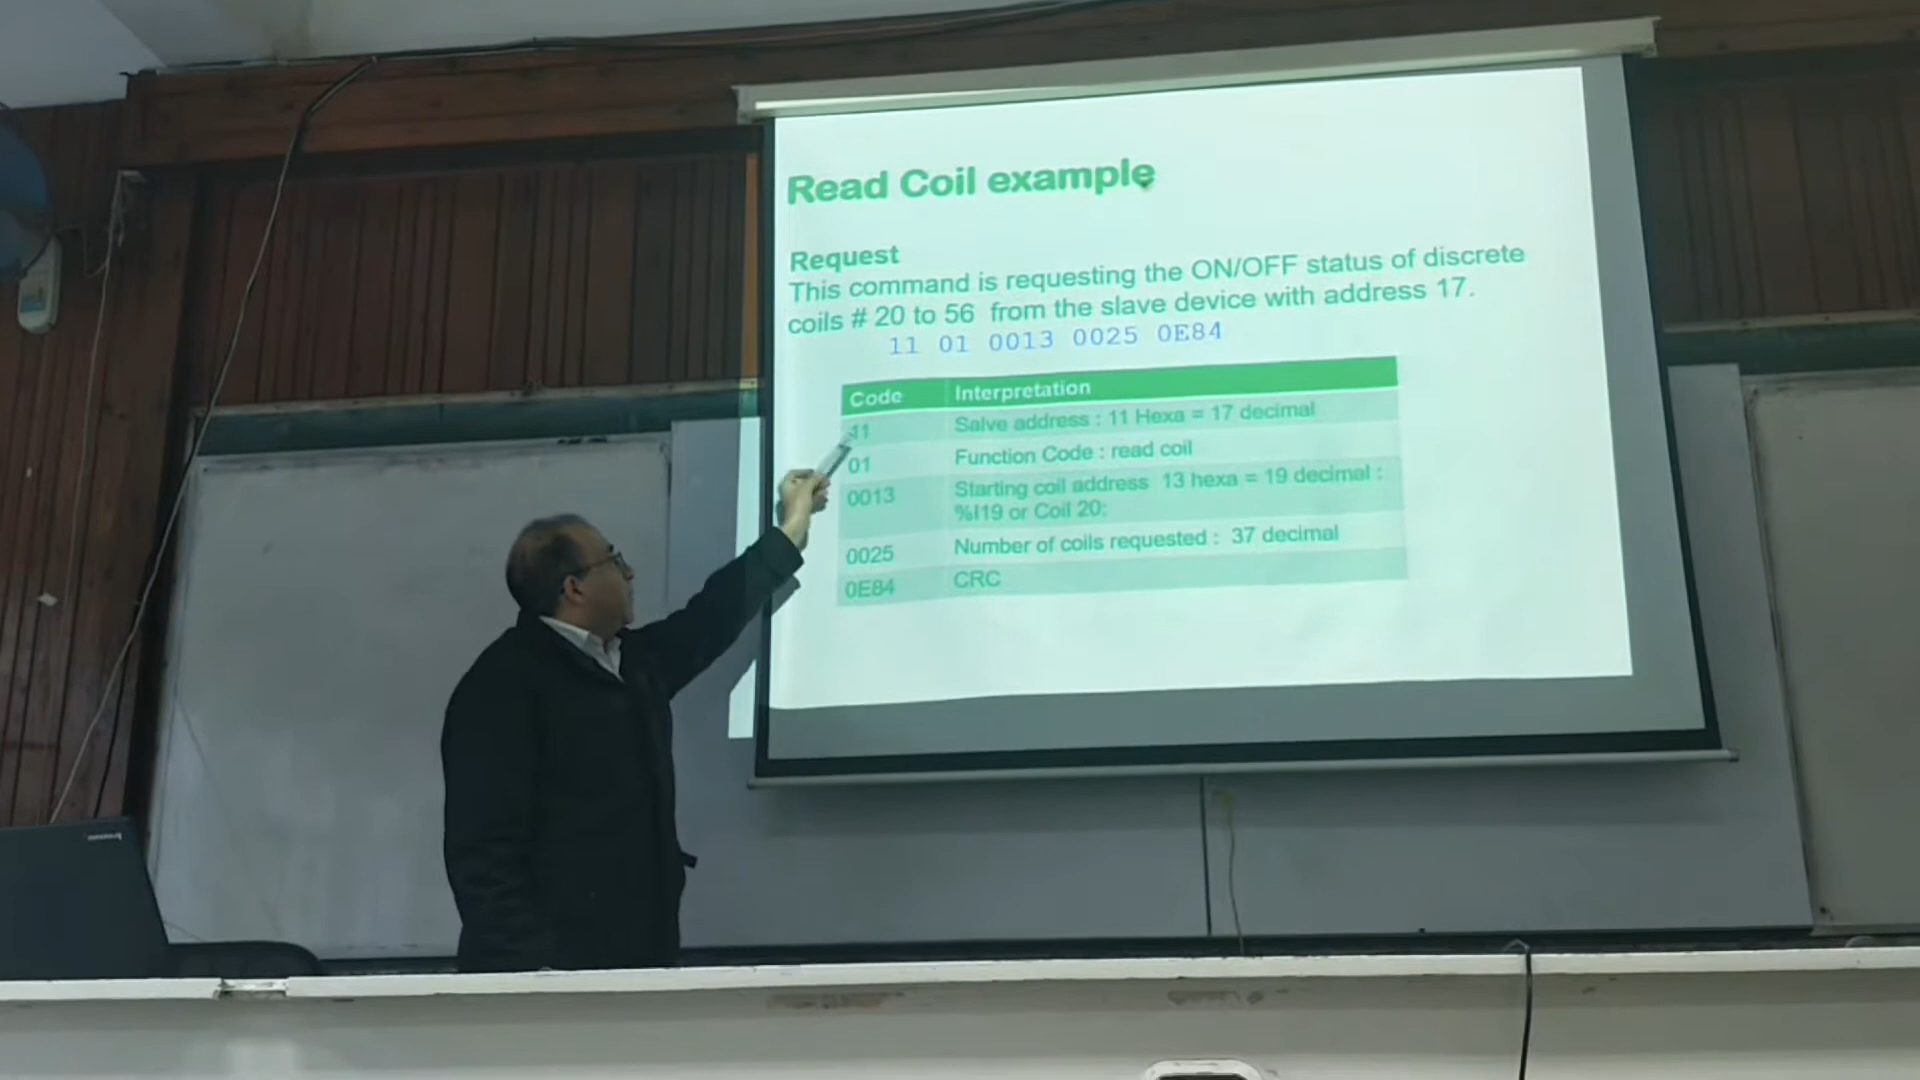 Read Coil example
Request
This command is requesting the ON/OFF status of discrete
coils # 20 to 56 from the slave device with address 17.
11 01 0013 0025 0E84
Code Interpretation
11 Salve address : 11 Hexa = 17 decimal
01 Function Code : read coil
0013 Starting coil address 13 hexa = 19 decimal :
%I19 or Coil 20:
0025 Number of coils requested : 37 decimal
0E84 CRC